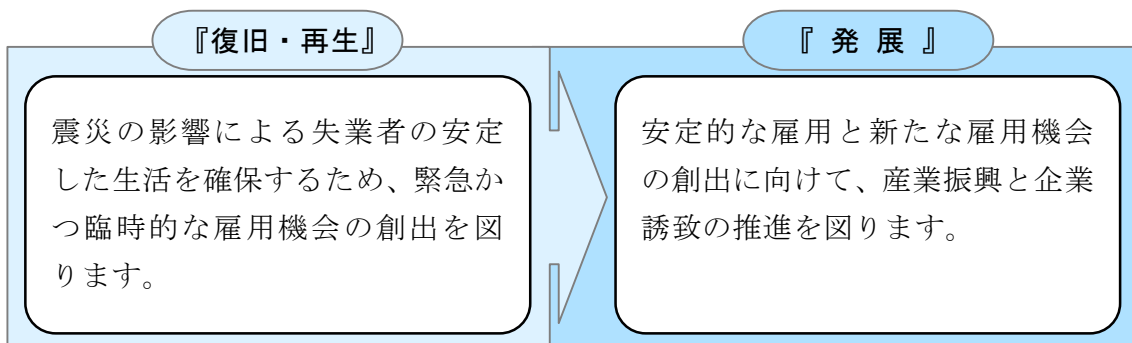 『復旧・再生』
震災の影響による失業者の安定
した生活を確保するため、緊急か
つ臨時的な雇用機会の創出を図
ります。
『 発 展 』
安定的な雇用と新たな雇用機会
の創出に向けて、産業振興と企業
誘致の推進を図ります。